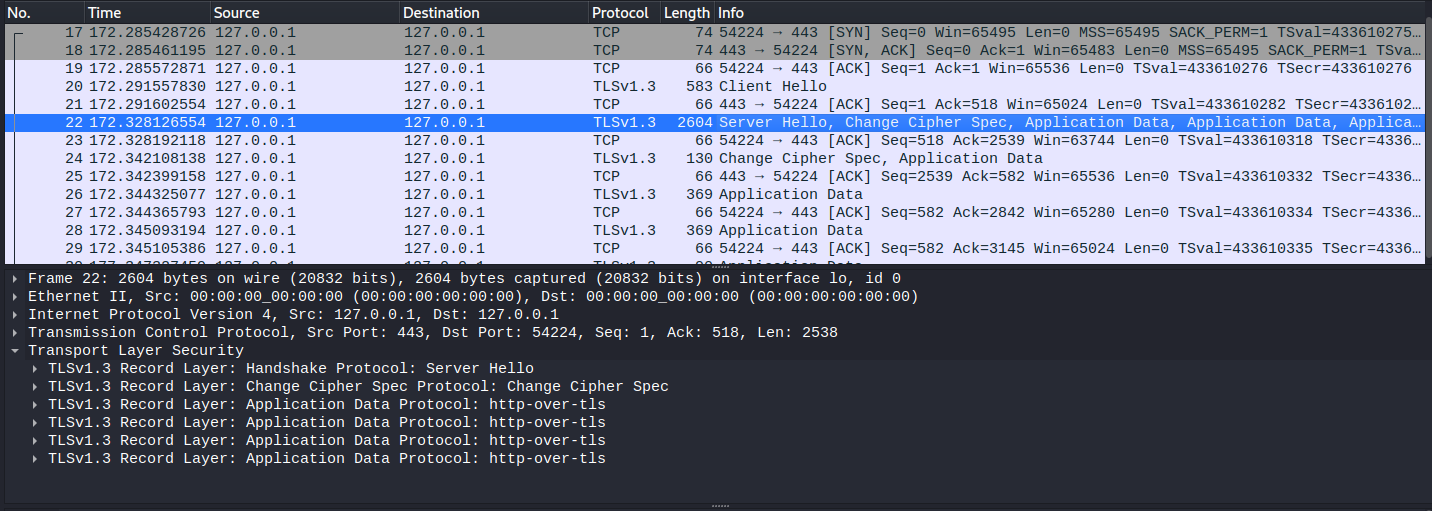 No. Time Source Destination Protocol Length Info
17 172.285428726 127.0.0.1 127.0.0.1 TCP 74 54224 → 443 [SYN] Seq=0 Win=65495 Len=0 MSS=65495 SACK_PERM=1 TSval=433610275…
18 172.285461195 127.0.0.1 127.0.0.1 TCP 74 443 → 54224 [SYN, ACK] Seq=0 Ack=1 Win=65483 Len=0 MSS=65495 SACK_PERM=1 TSva…
19 172.285572871 127.0.0.1 127.0.0.1 TCP 66 54224 → 443 [ACK] Seq=1 Ack=1 Win=65536 Len=0 TSval=433610276 TSecr=433610276
20 172.291557830 127.0.0.1 127.0.0.1 TLSv1.3 583 Client Hello
21 172.291602554 127.0.0.1 127.0.0.1 TCP 66 443 → 54224 [ACK] Seq=1 Ack=518 Win=65024 Len=0 TSval=433610282 TSecr=4336102…
22 172.328126554 127.0.0.1 127.0.0.1 TLSv1.3 2604 Server Hello, Change Cipher Spec, Application Data, Application Data, Applica…
23 172.328192118 127.0.0.1 127.0.0.1 TCP 66 54224 → 443 [ACK] Seq=518 Ack=2539 Win=63744 Len=0 TSval=433610318 TSecr=4336…
24 172.342108138 127.0.0.1 127.0.0.1 TLSv1.3 130 Change Cipher Spec, Application Data
25 172.342399158 127.0.0.1 127.0.0.1 TCP 66 443 → 54224 [ACK] Seq=2539 Ack=582 Win=65536 Len=0 TSval=433610332 TSecr=4336…
26 172.344325077 127.0.0.1 127.0.0.1 TLSv1.3 369 Application Data
27 172.344365793 127.0.0.1 127.0.0.1 TCP 66 54224 → 443 [ACK] Seq=582 Ack=2842 Win=65280 Len=0 TSval=433610334 TSecr=4336…
28 172.345093194 127.0.0.1 127.0.0.1 TLSv1.3 369 Application Data
29 172.345105386 127.0.0.1 127.0.0.1 TCP 66 54224 → 443 [ACK] Seq=582 Ack=3145 Win=65024 Len=0 TSval=433610335 TSecr=4336…
Frame 22: 2604 bytes on wire (20832 bits), 2604 bytes captured (20832 bits) on interface lo, id 0
Ethernet II, Src: 00:00:00_00:00:00 (00:00:00:00:00:00), Dst: 00:00:00_00:00:00 (00:00:00:00:00:00)
Internet Protocol Version 4, Src: 127.0.0.1, Dst: 127.0.0.1
Transmission Control Protocol, Src Port: 443, Dst Port: 54224, Seq: 1, Ack: 518, Len: 2538
Transport Layer Security
TLSv1.3 Record Layer: Handshake Protocol: Server Hello
TLSv1.3 Record Layer: Change Cipher Spec Protocol: Change Cipher Spec
TLSv1.3 Record Layer: Application Data Protocol: http-over-tls
TLSv1.3 Record Layer: Application Data Protocol: http-over-tls
TLSv1.3 Record Layer: Application Data Protocol: http-over-tls
TLSv1.3 Record Layer: Application Data Protocol: http-over-tls